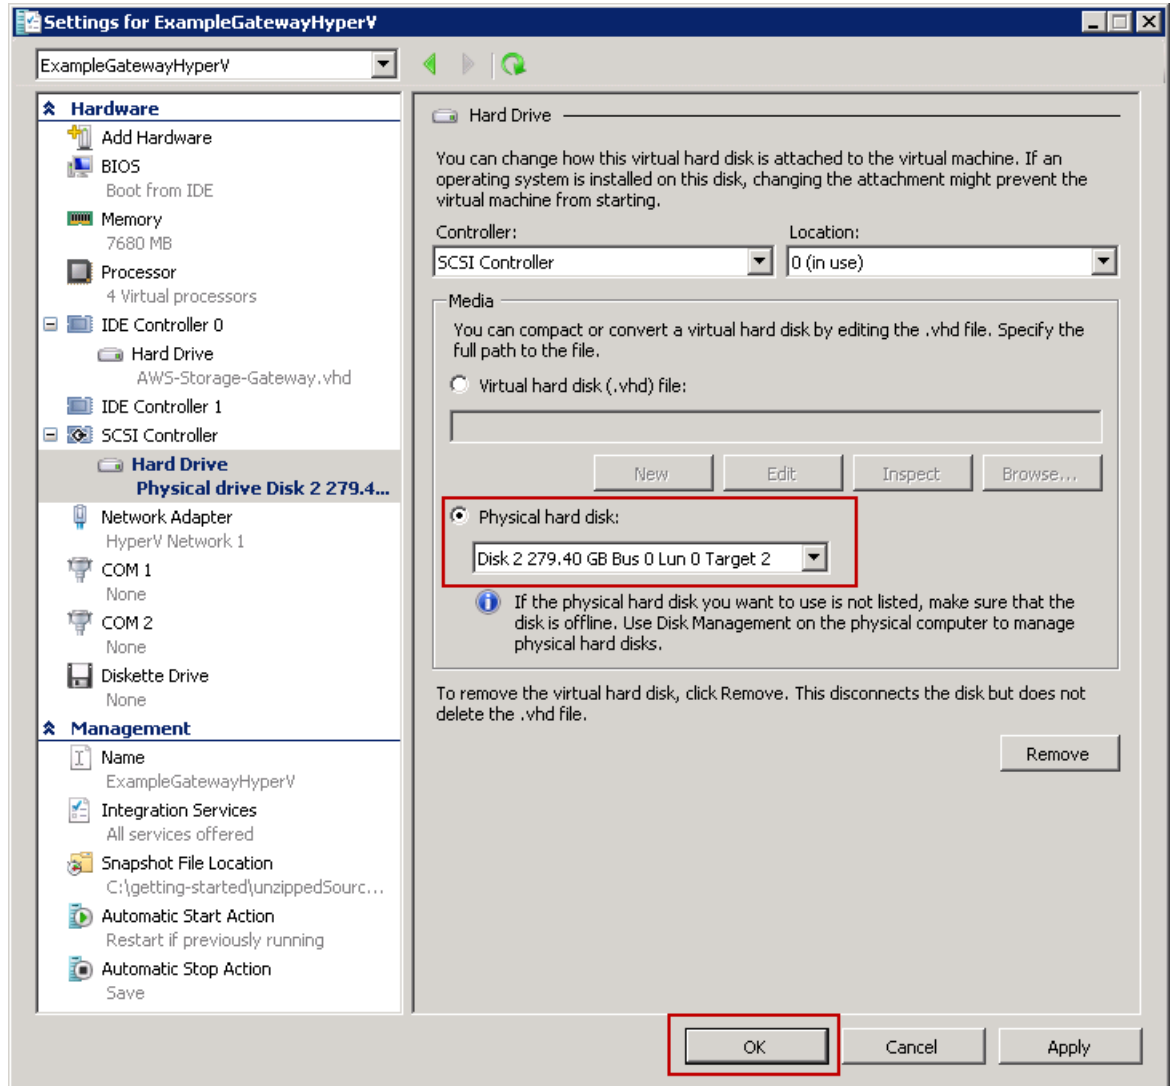 Settings for ExampleGatewayHyperV
ExampleGatewayHyperV
Hardware
Add Hardware
BIOS
Boot from IDE
Memory
7680 MB
Processor
4 Virtual processors
IDE Controller 0
Hard Drive
AWS-Storage-Gateway.vhd
IDE Controller 1
SCSI Controller
Hard Drive
Physical drive Disk 2 279.4...
Network Adapter
HyperV Network 1
COM 1
None
COM 2
None
Diskette Drive
None
Management
Name
ExampleGatewayHyperV
Integration Services
All services offered
Snapshot File Location
C:\getting-started\unzippedSourc...
Automatic Start Action
Restart if previously running
Automatic Stop Action
Save
Hard Drive
You can change how this virtual hard disk is attached to the virtual machine. If an
operating system is installed on this disk, changing the attachment might prevent the
virtual machine from starting.
Controller:
Location:
SCSI Controller
0 (in use)
Media
You can compact or convert a virtual hard disk by editing the .vhd file. Specify the
full path to the file.
Virtual hard disk (.vhd) file:
New
Edit
Inspect
Browse...
Physical hard disk:
Disk 2 279.40 GB Bus 0 Lun 0 Target 2
If the physical hard disk you want to use is not listed, make sure that the
disk is offline. Use Disk Management on the physical computer to manage
physical hard disks.
To remove the virtual hard disk, click Remove. This disconnects the disk but does not
delete the .vhd file.
Remove
OK
Cancel
Apply